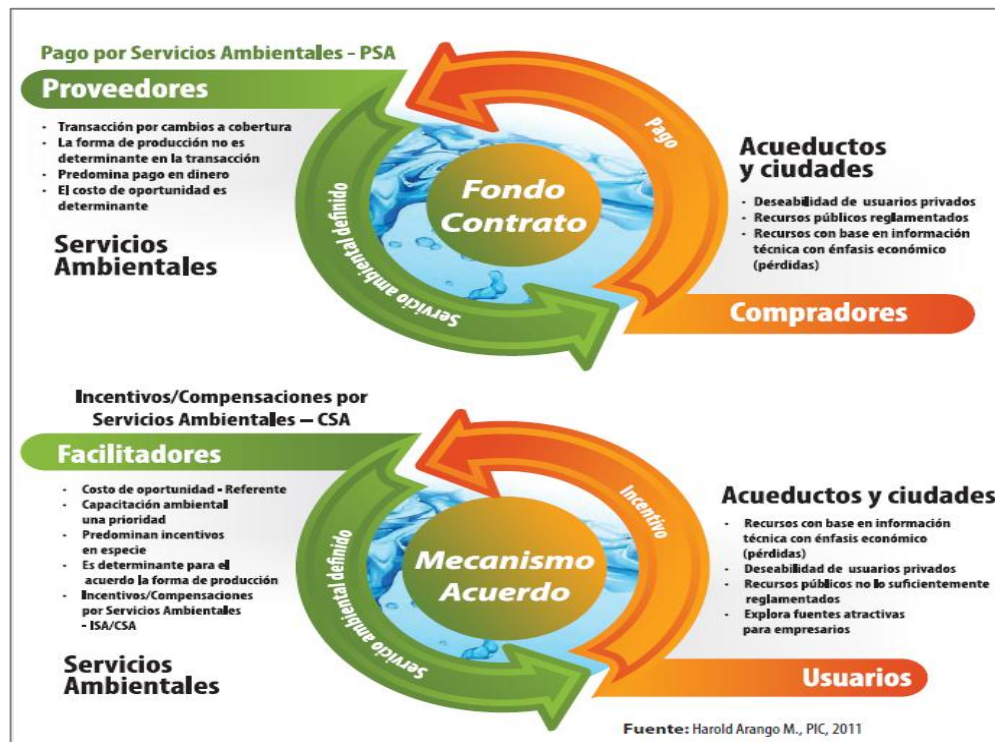 Pago por Servicios Ambientales - PSA
Proveedores
- Transacción por cambios a cobertura
- La forma de producción no es
determinante en la transacción
- Predomina pago en dinero
- El costo de oportunidad es
determinante
Servicios
Ambientales
Servicio ambiental definido
Fondo
Contrato
Pago
Acueductos
y ciudades
- Deseabilidad de usuarios privados
- Recursos públicos reglamentados
- Recursos con base en información
técnica con énfasis económico
(pérdidas)
Compradores
Incentivos/Compensaciones por
Servicios Ambientales – CSA
Facilitadores
- Costo de oportunidad - Referente
- Capacitación ambiental
una prioridad
- Predominan incentivos
en especie
- Es determinante para el
acuerdo la forma de producción
- Incentivos/Compensaciones
por Servicios Ambientales
- ISA/CSA
Servicios
Ambientales
Servicio ambiental definido
Mecanismo
Acuerdo
Incentivo
Acueductos y ciudades
- Recursos con base en información
técnica con énfasis económico
(pérdidas)
- Deseabilidad de usuarios privados
- Recursos públicos no lo suficientemente
reglamentados
- Explora fuentes atractivas
para empresarios
Usuarios
Fuente: Harold Arango M., PIC, 2011